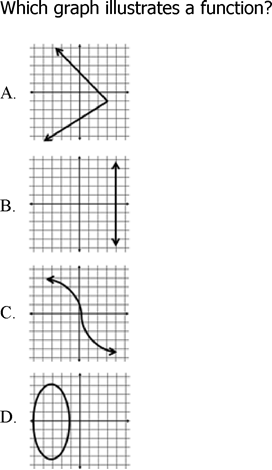 Which graph illustrates a function?
A.
B.
C.
D.